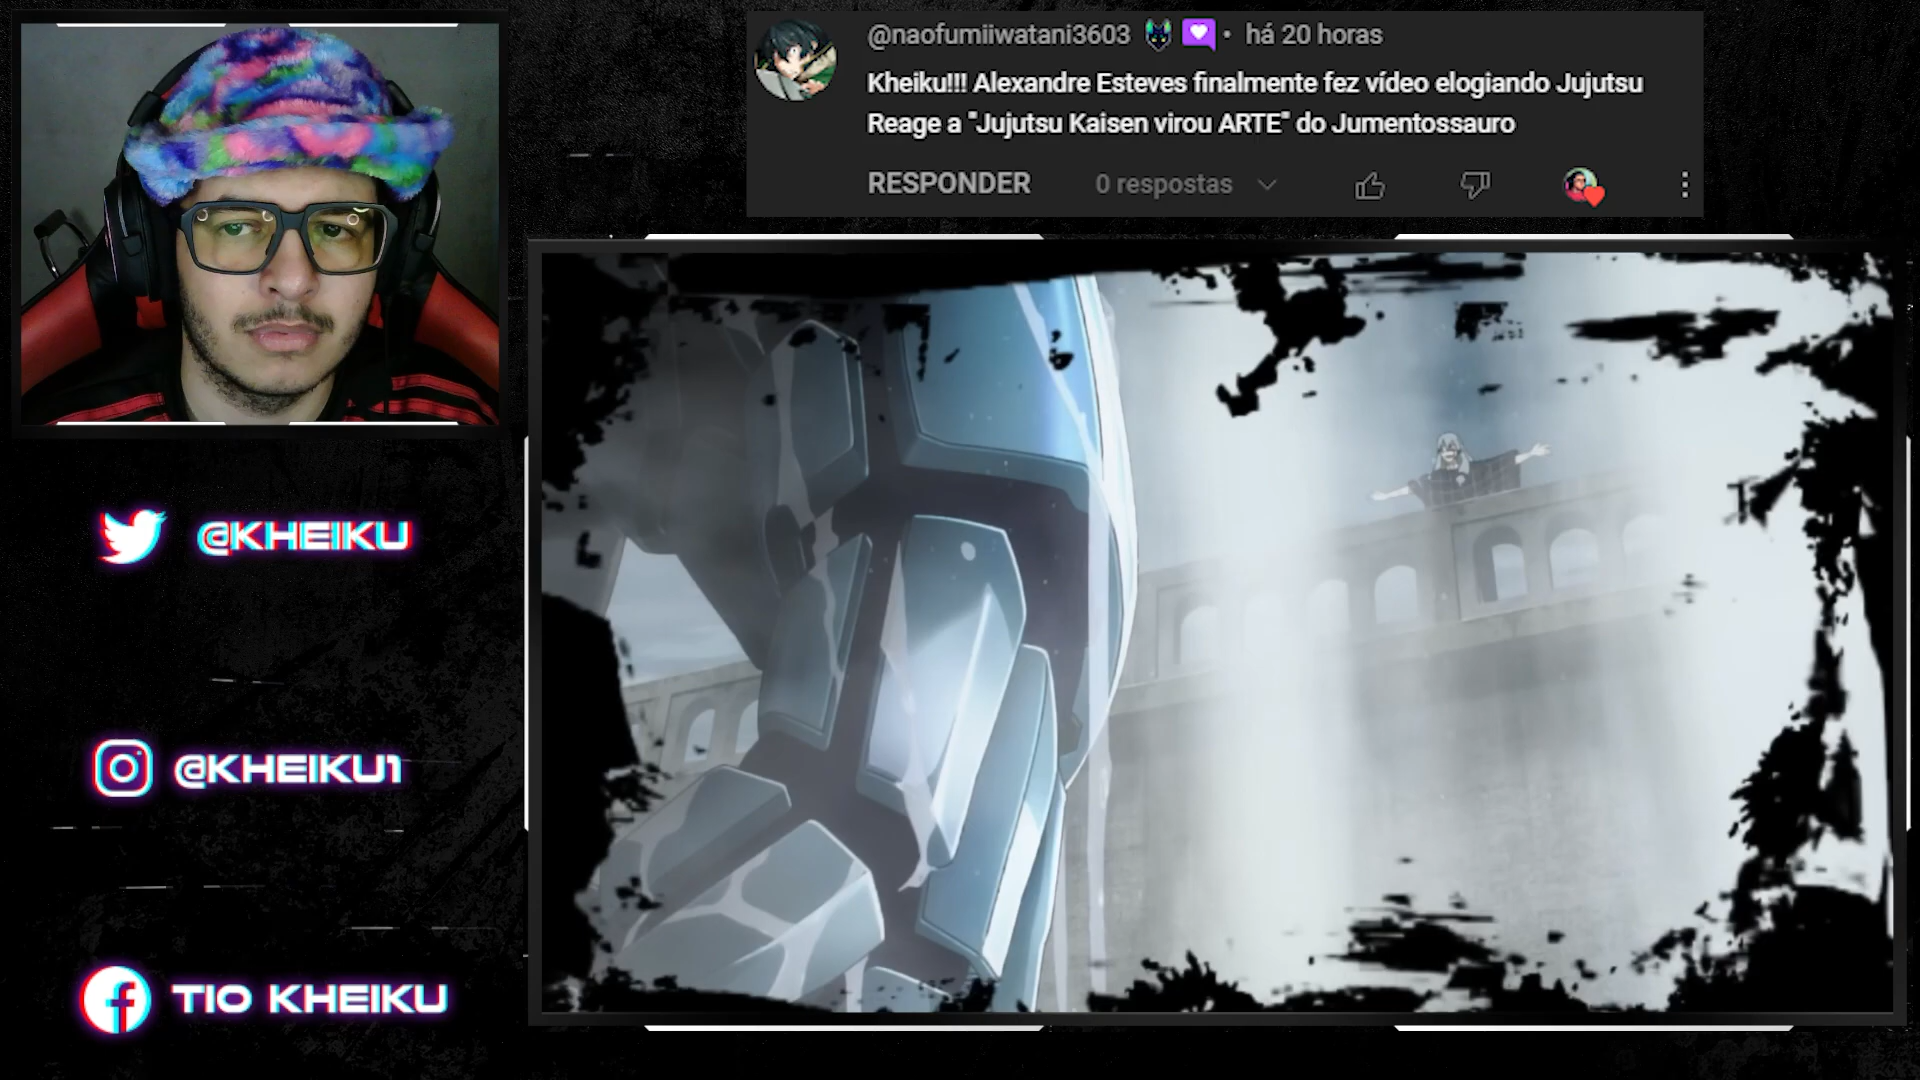 @naofumiiwatani3603 • há 20 horas
Kheiku!!! Alexandre Esteves finalmente fez vídeo elogiando Jujutsu
Reage a "Jujutsu Kaisen virou ARTE" do Jumentossauro
RESPONDER 0 respostas
@KHEIKU
@KHEIKU1
TIO KHEIKU